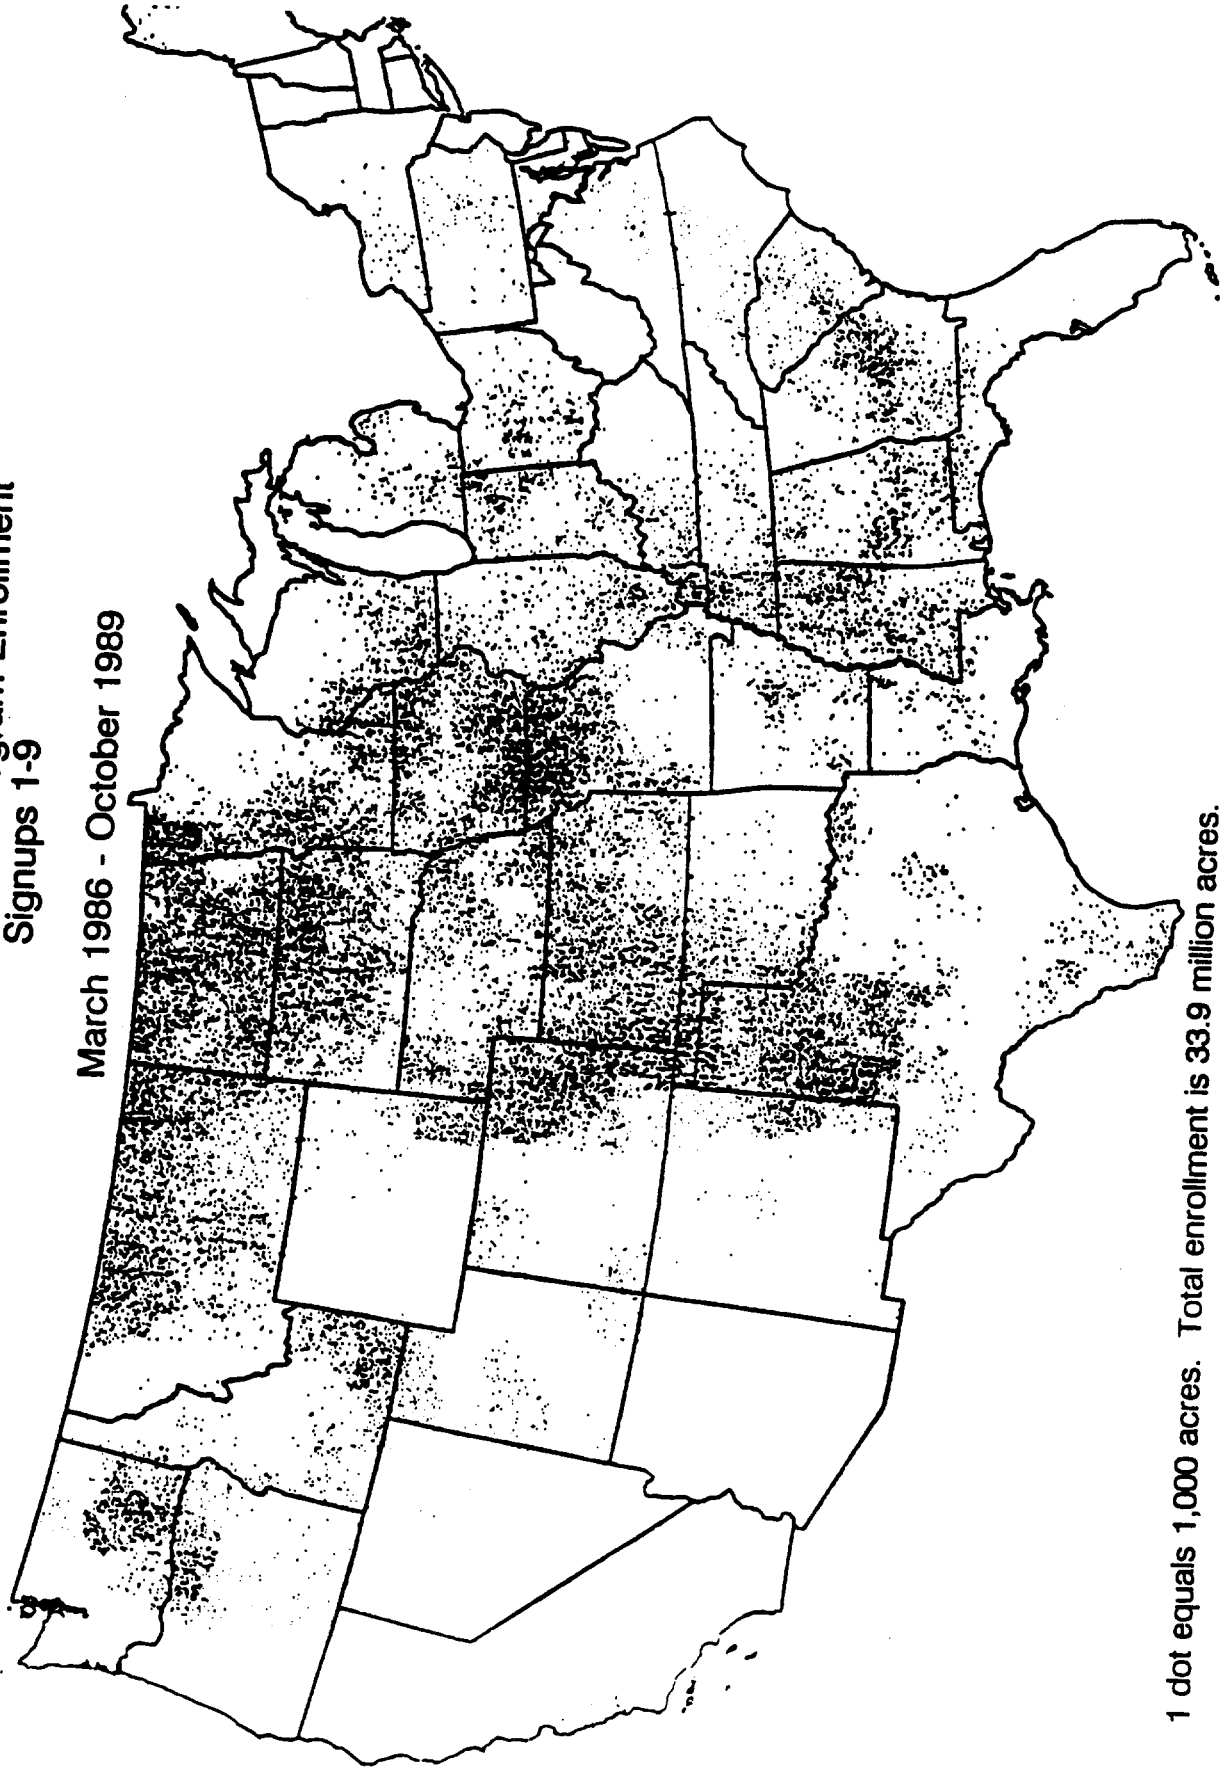 Signups 1-9
March 1986 - October 1989
1 dot equals 1,000 acres. Total enrollment is 33.9 million acres.